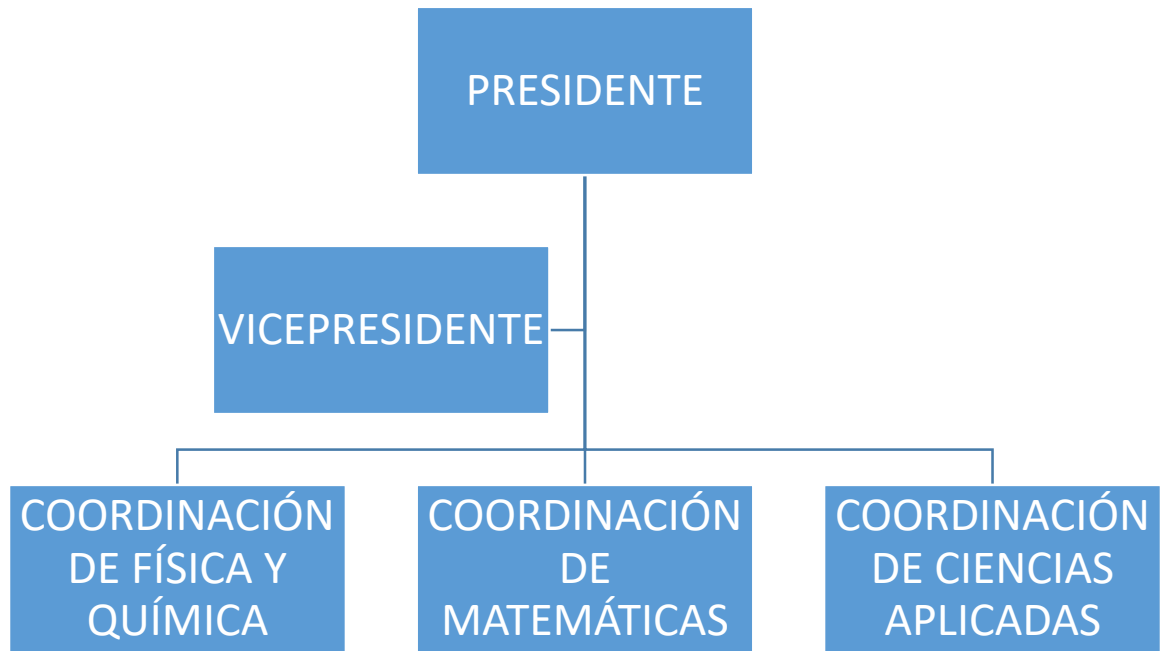 PRESIDENTE
VICEPRESIDENTE
COORDINACIÓN
DE FÍSICA Y
QUÍMICA
COORDINACIÓN
DE
MATEMÁTICAS
COORDINACIÓN
DE CIENCIAS
APLICADAS